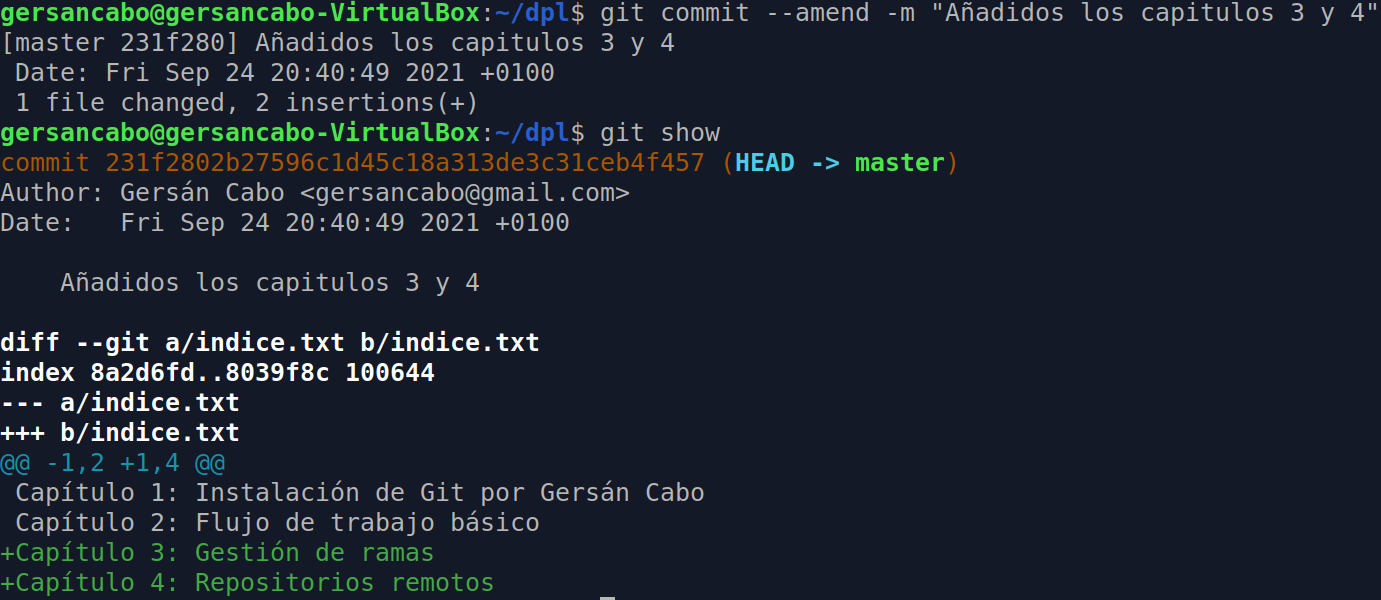 gersancabo@gersancabo-VirtualBox:~/dpl$ git commit --amend -m "Añadidos los capitulos 3 y 4"
[master 231f280] Añadidos los capitulos 3 y 4
 Date: Fri Sep 24 20:40:49 2021 +0100
 1 file changed, 2 insertions(+)
gersancabo@gersancabo-VirtualBox:~/dpl$ git show
commit 231f2802b27596c1d45c18a313de3c31ceb4f457 (HEAD -> master)
Author: Gersán Cabo <gersancabo@gmail.com>
Date:   Fri Sep 24 20:40:49 2021 +0100

    Añadidos los capitulos 3 y 4

diff --git a/indice.txt b/indice.txt
index 8a2d6fd..8039f8c 100644
--- a/indice.txt
+++ b/indice.txt
@@ -1,2 +1,4 @@
 Capítulo 1: Instalación de Git por Gersán Cabo
 Capítulo 2: Flujo de trabajo básico
+Capítulo 3: Gestión de ramas
+Capítulo 4: Repositorios remotos